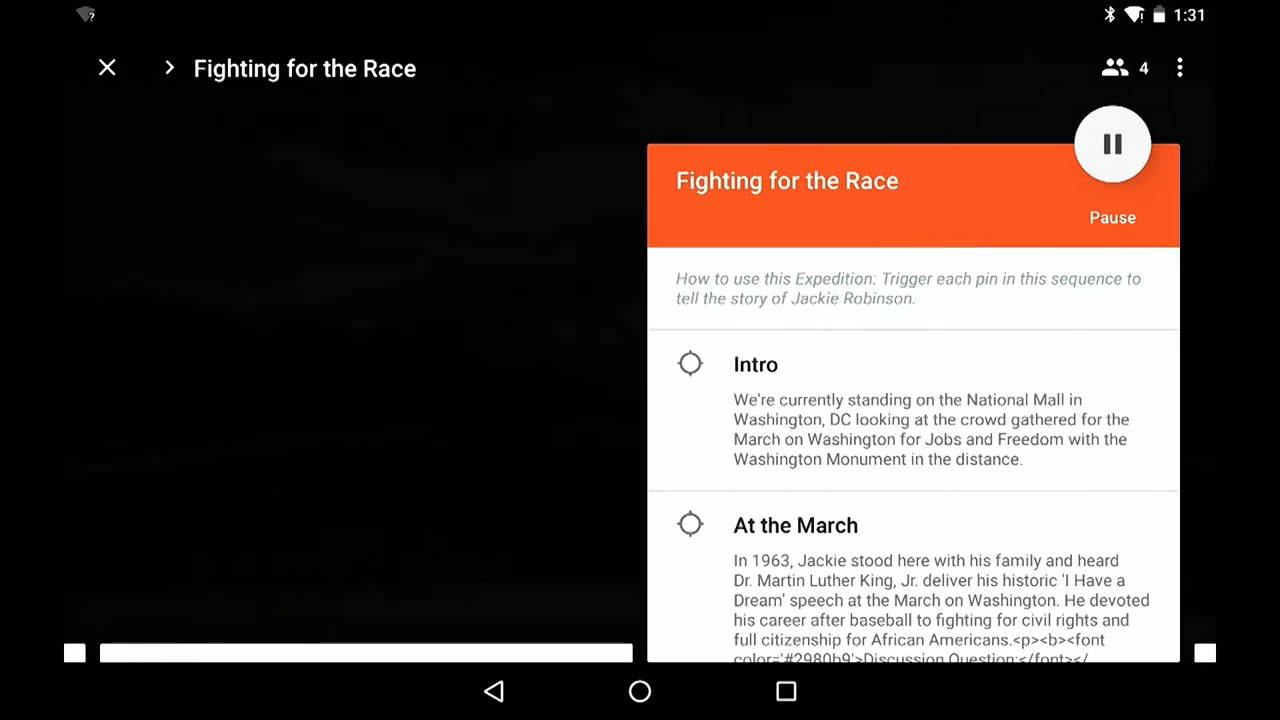 1:31
Fighting for the Race
4
Fighting for the Race
Pause
How to use this Expedition: Trigger each pin in this sequence to
tell the story of Jackie Robinson.
Intro
We're currently standing on the National Mall in
Washington, DC looking at the crowd gathered for the
March on Washington for Jobs and Freedom with the
Washington Monument in the distance.
At the March
In 1963, Jackie stood here with his family and heard
Dr. Martin Luther King, Jr. deliver his historic 'I Have a
Dream' speech at the March on Washington. He devoted
his career after baseball to fighting for civil rights and
full citizenship for African Americans.<p><b><font
color='#2980b9'>Discussion Question:</font></